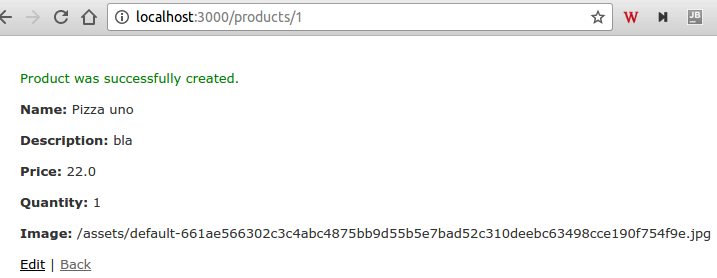 localhost:3000/products/1
W
JB
Product was successfully created.
Name: Pizza uno
Description: bla
Price: 22.0
Quantity: 1
Image: /assets/default-661ae566302c3c4abc4875bb9d55b5e7bad52c310deebc63498cce190f754f9e.jpg
Edit | Back